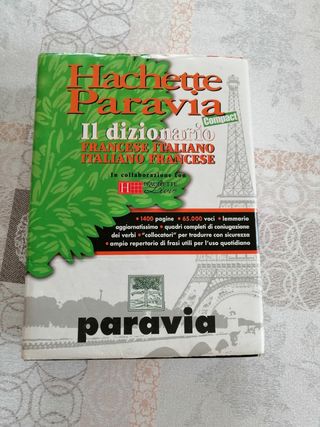 Hachette
Paravia
Compact
Il dizionario
FRANCESE ITALIANO
ITALIANO FRANCESE
In collaborazione con
HACHETTE
Livre
• 1400 pagine • 65.000 voci • lemmario
aggiornatissimo • quadri completi di coniugazione
dei verbi • "collocatori" per tradurre con sicurezza
• ampio repertorio di frasi utili per l'uso quotidiano
paravia